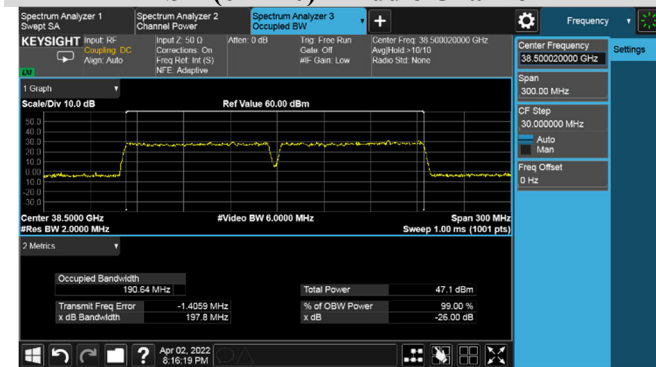 Spectrum Analyzer 1
Swept SA
Spectrum Analyzer 2
Channel Power
Spectrum Analyzer 3
Occupied BW
Frequency
KEYSIGHT
Input: RF
Coupling: DC
Align: Auto
Input Z: 50 Ω
Corrections: On
Freq Ref: Int (S)
NFE: Adaptive
Atten: 0 dB
Trig: Free Run
Gate: Off
#IF Gain: Low
Center Freq: 38.500020000 GHz
Avg|Hold:>10/10
Radio Std: None
Center Frequency
38.500020000 GHz
Settings
Span
300.00 MHz
CF Step
30.000000 MHz
Auto
Man
Freq Offset
0 Hz
1 Graph
Scale/Div 10.0 dB
Ref Value 60.00 dBm
50.0
40.0
30.0
20.0
10.0
0.00
-10.0
-20.0
-30.0
Center 38.5000 GHz
#Video BW 6.0000 MHz
Span 300 MHz
#Res BW 2.0000 MHz
Sweep 1.00 ms (1001 pts)
2 Metrics
Occupied Bandwidth
190.64 MHz
Total Power
47.1 dBm
Transmit Freq Error
-1.4059 MHz
% of OBW Power
99.00 %
x dB Bandwidth
197.8 MHz
x dB
-26.00 dB
Apr 02, 2022
8:16:19 PM